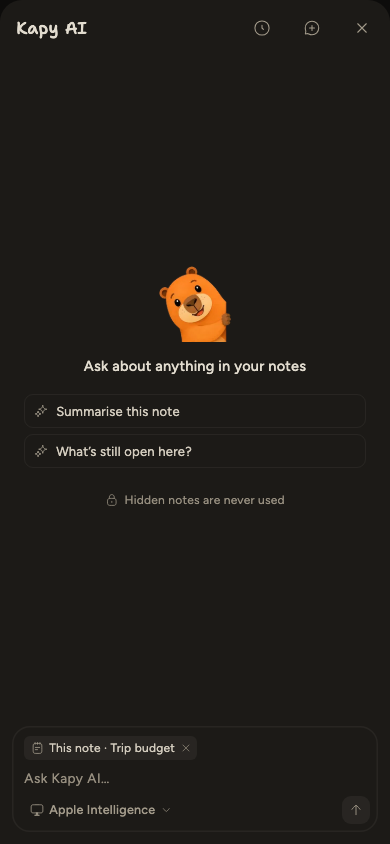 Kapy AI
Ask about anything in your notes
Summarise this note
What's still open here?
Hidden notes are never used
This note · Trip budget
Ask Kapy AI...
Apple Intelligence